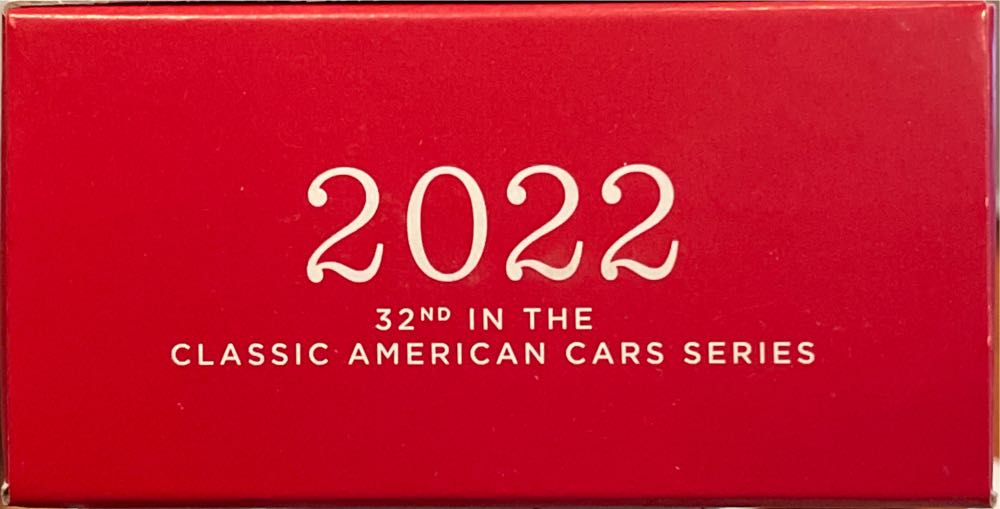 2022
32ND IN THE
CLASSIC AMERICAN CARS SERIES